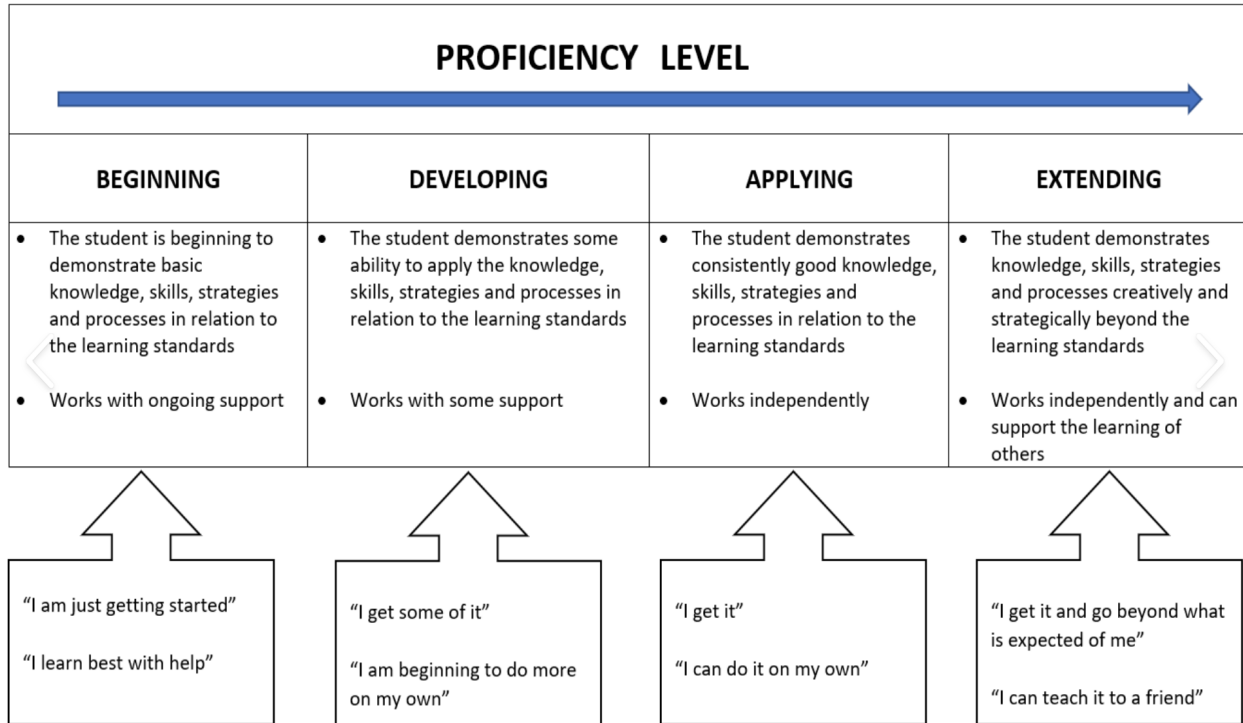 PROFICIENCY LEVEL
BEGINNING
DEVELOPING
APPLYING
EXTENDING
• The student is beginning to
demonstrate basic
knowledge, skills, strategies
and processes in relation to
the learning standards
• Works with ongoing support
• The student demonstrates some
ability to apply the knowledge,
skills, strategies and processes in
relation to the learning standards
• Works with some support
• The student demonstrates
consistently good knowledge,
skills, strategies and
processes in relation to the
learning standards
• Works independently
• The student demonstrates
knowledge, skills, strategies
and processes creatively and
strategically beyond the
learning standards
• Works independently and can
support the learning of
others
“I am just getting started”
“I learn best with help”
“I get some of it”
“I am beginning to do more
on my own”
“I get it”
“I can do it on my own”
“I get it and go beyond what
is expected of me”
“I can teach it to a friend”